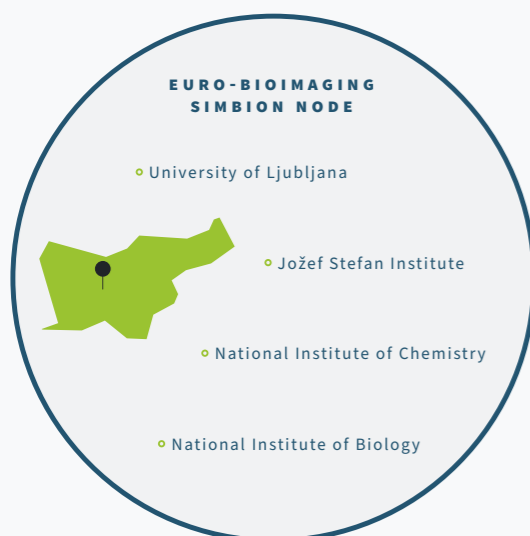 EURO-BIOIMAGING
SIMBION NODE
University of Ljubljana
Jožef Stefan Institute
National Institute of Chemistry
National Institute of Biology